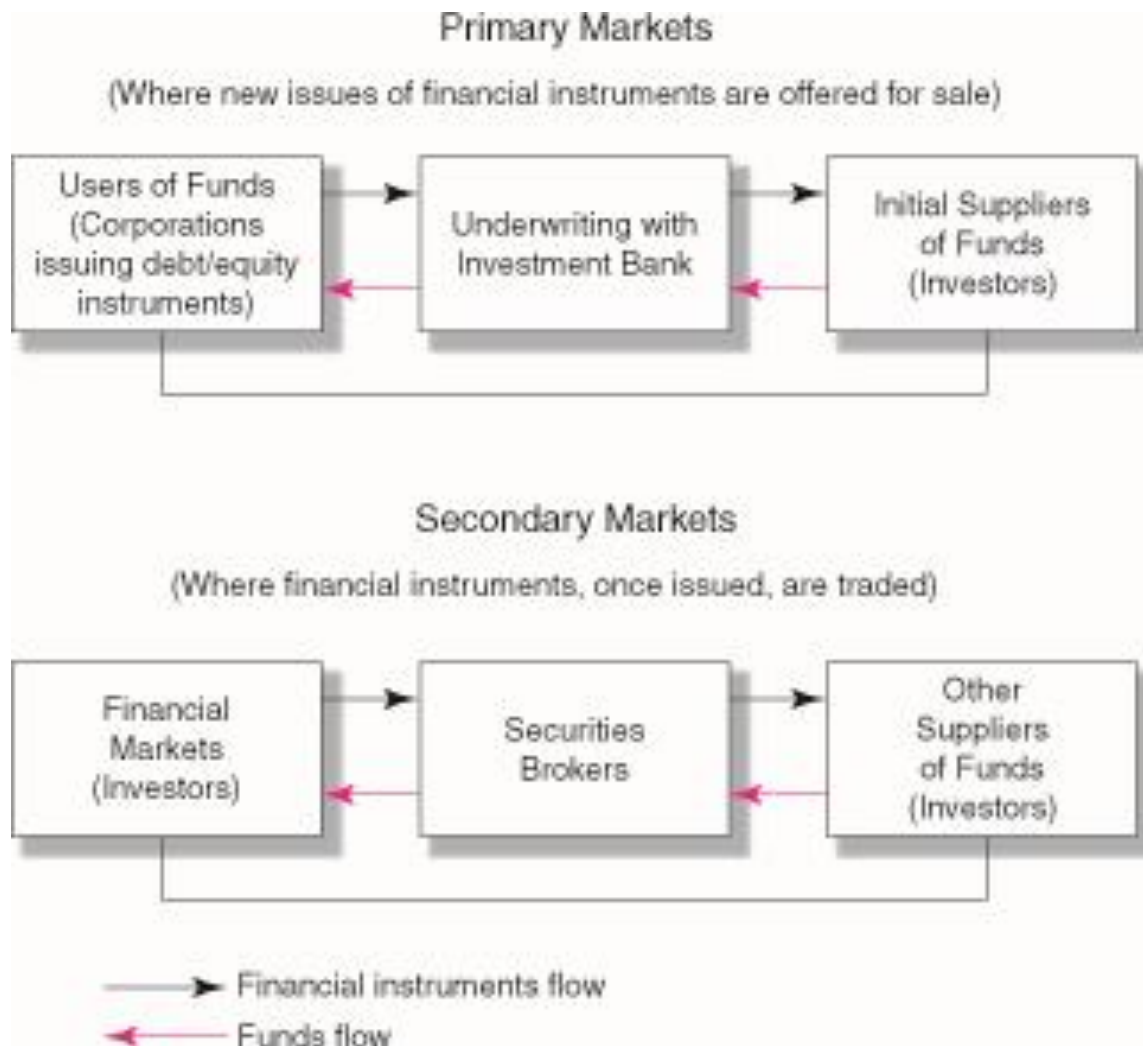 Primary Markets
(Where new issues of financial instruments are offered for sale)
Users of Funds
(Corporations
issuing debt/equity
instruments)
Underwriting with
Investment Bank
Initial Suppliers
of Funds
(Investors)
Secondary Markets
(Where financial instruments, once issued, are traded)
Financial
Markets
(Investors)
Securities
Brokers
Other
Suppliers
of Funds
(Investors)
Financial instruments flow
Funds flow